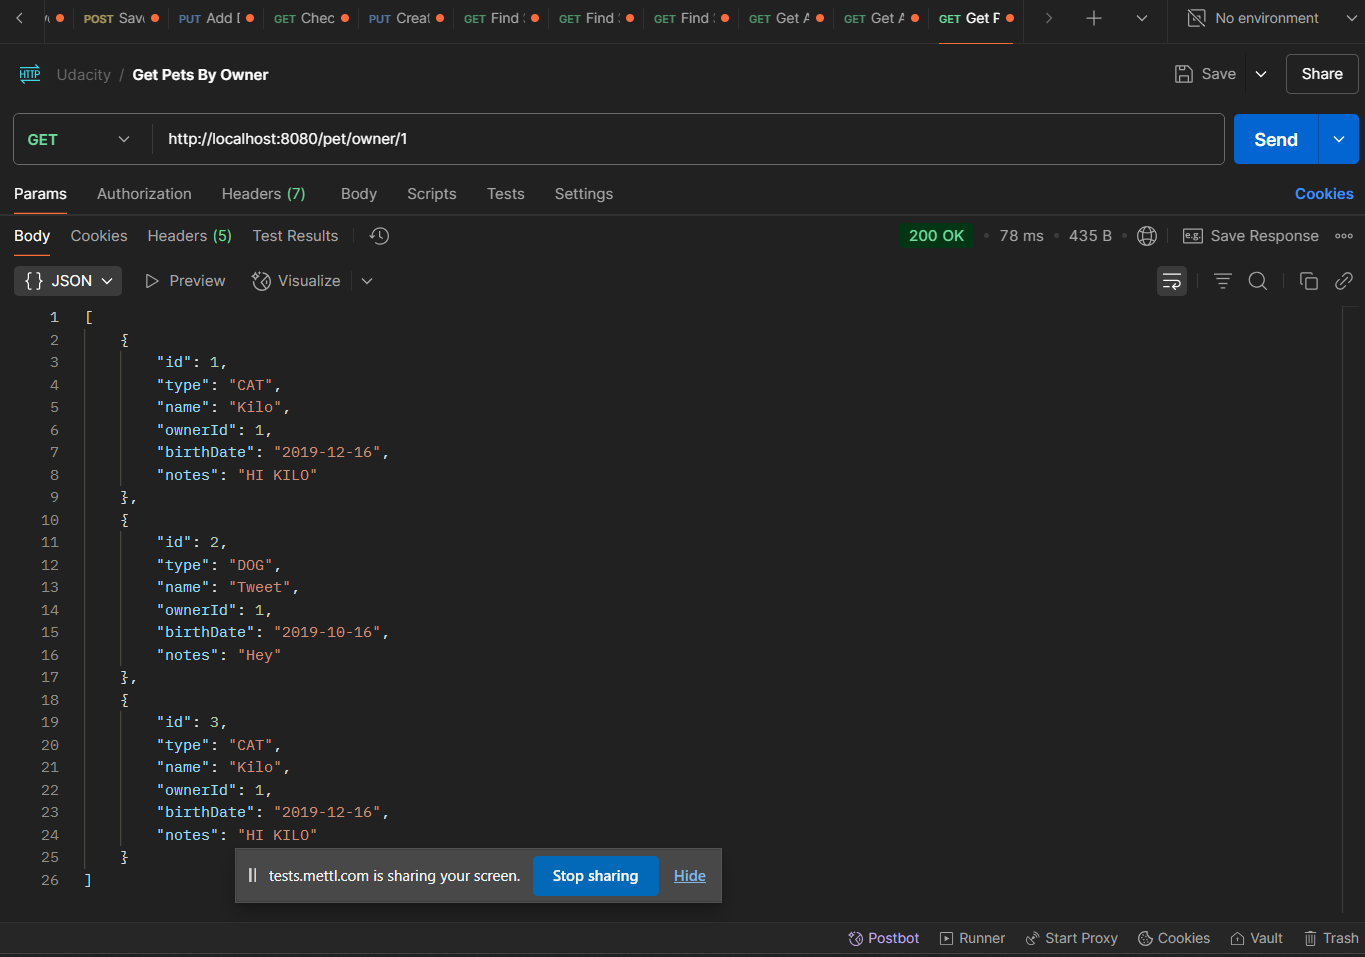 POST Save PUT Add D GET Chec PUT Creat GET Find GET Find GET Find GET Get A GET Get A GET Get P No environment
HTTP Udacity / Get Pets By Owner Save Share
GET http://localhost:8080/pet/owner/1 Send
Params Authorization Headers (7) Body Scripts Tests Settings Cookies
Body Cookies Headers (5) Test Results 200 OK • 78 ms • 435 B • e.g. Save Response
{} JSON Preview Visualize
1 [
2 {
3 "id": 1,
4 "type": "CAT",
5 "name": "Kilo",
6 "ownerId": 1,
7 "birthDate": "2019-12-16",
8 "notes": "HI KILO"
9 },
10 {
11 "id": 2,
12 "type": "DOG",
13 "name": "Tweet",
14 "ownerId": 1,
15 "birthDate": "2019-10-16",
16 "notes": "Hey"
17 },
18 {
19 "id": 3,
20 "type": "CAT",
21 "name": "Kilo",
22 "ownerId": 1,
23 "birthDate": "2019-12-16",
24 "notes": "HI KILO"
25 }
26 ]
tests.mettl.com is sharing your screen. Stop sharing Hide
Postbot Runner Start Proxy Cookies Vault Trash